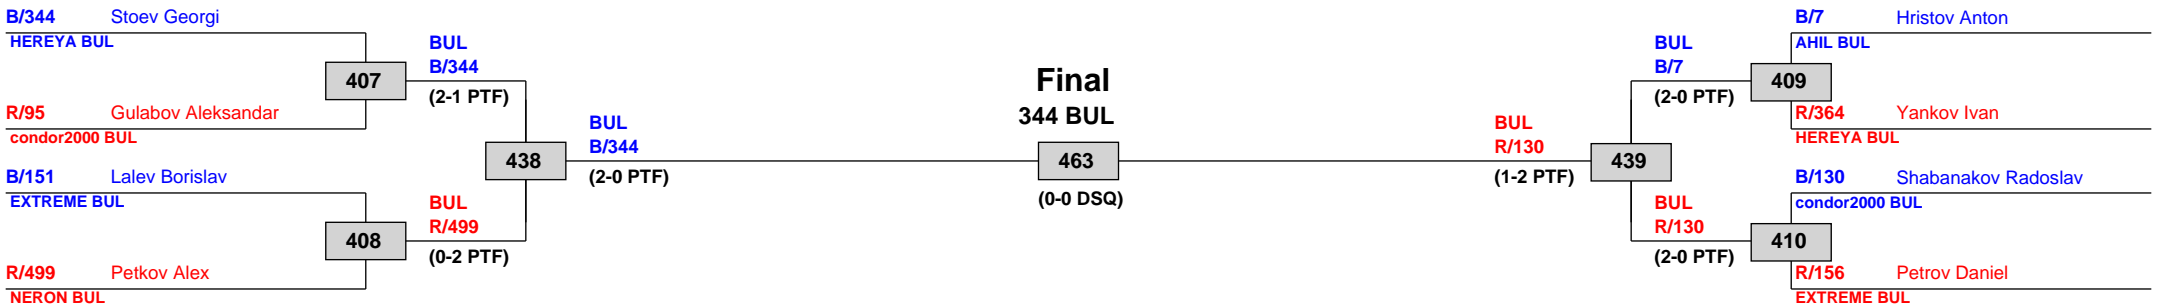 B/344 Stoev Georgi
HEREYA BUL
407
R/95 Gulabov Aleksandar
condor2000 BUL
BUL
B/344
(2-1 PTF)
B/151 Lalev Borislav
EXTREME BUL
408
R/499 Petkov Alex
NERON BUL
BUL
R/499
(0-2 PTF)
438
BUL
B/344
(2-0 PTF)
Final
344 BUL
463
(0-0 DSQ)
BUL
R/130
(1-2 PTF)
439
BUL
B/7
(2-0 PTF)
BUL
R/130
(2-0 PTF)
B/7 Hristov Anton
AHIL BUL
409
R/364 Yankov Ivan
HEREYA BUL
B/130 Shabanakov Radoslav
condor2000 BUL
410
R/156 Petrov Daniel
EXTREME BUL